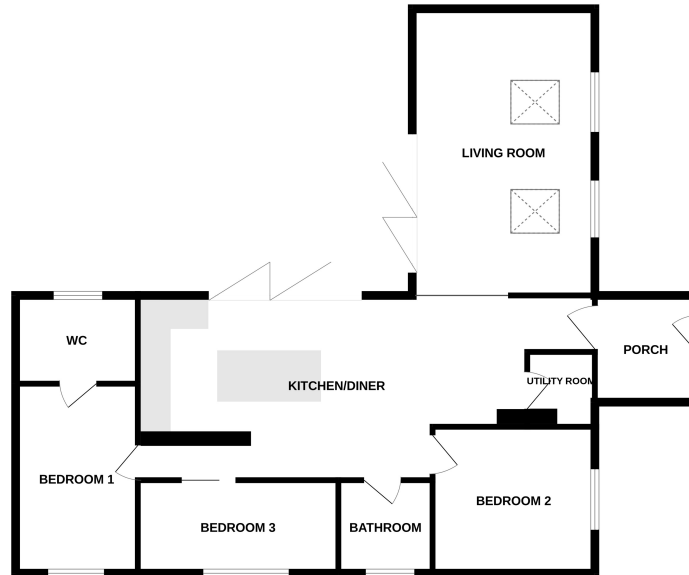 LIVING ROOM
WC
PORCH
KITCHEN/DINER
UTILITY ROOM
BEDROOM 1
BEDROOM 2
BEDROOM 3
BATHROOM